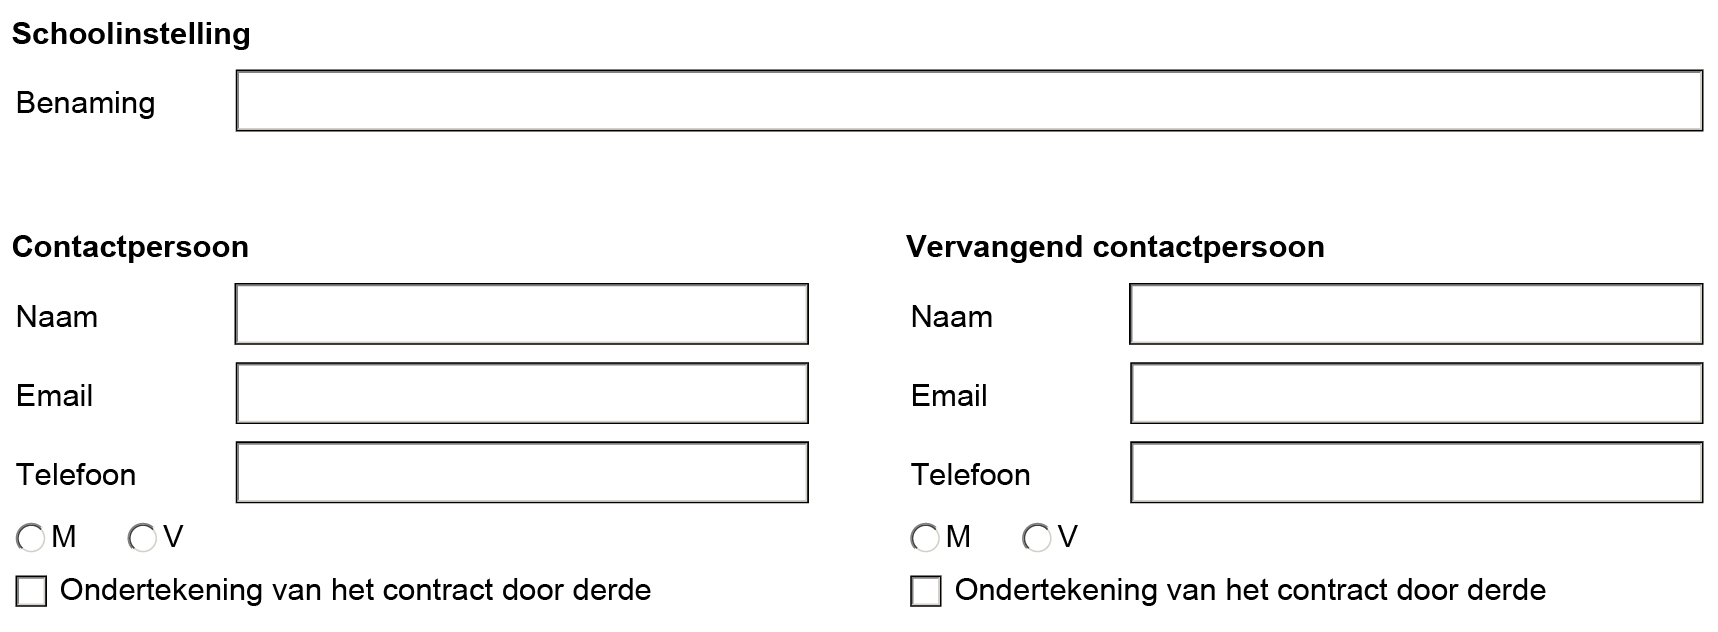 Schoolinstelling
Benaming
Contactpersoon
Naam
Email
Telefoon
M V
Ondertekening van het contract door derde
Vervangend contactpersoon
Naam
Email
Telefoon
M V
Ondertekening van het contract door derde